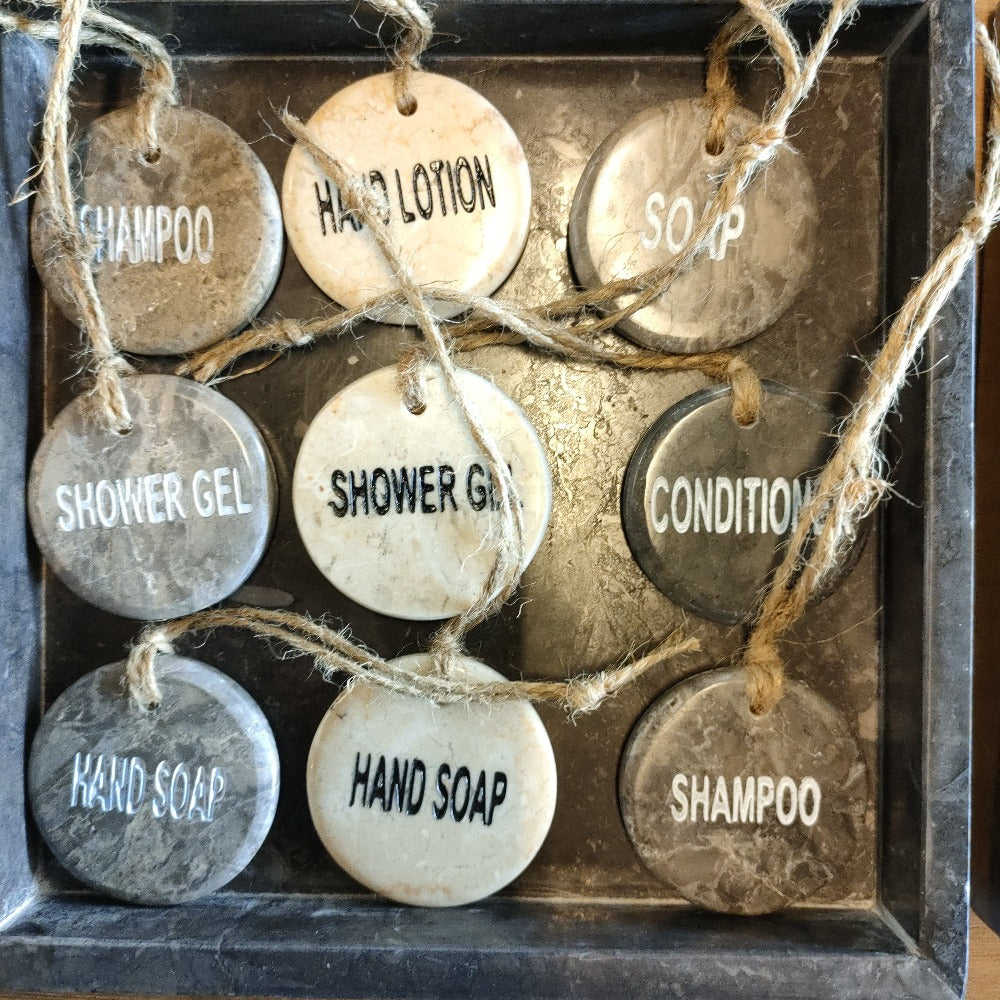 SHAMPOO
HAND LOTION
SOAP
SHOWER GEL
SHOWER GEL
CONDITIONER
HAND SOAP
HAND SOAP
SHAMPOO